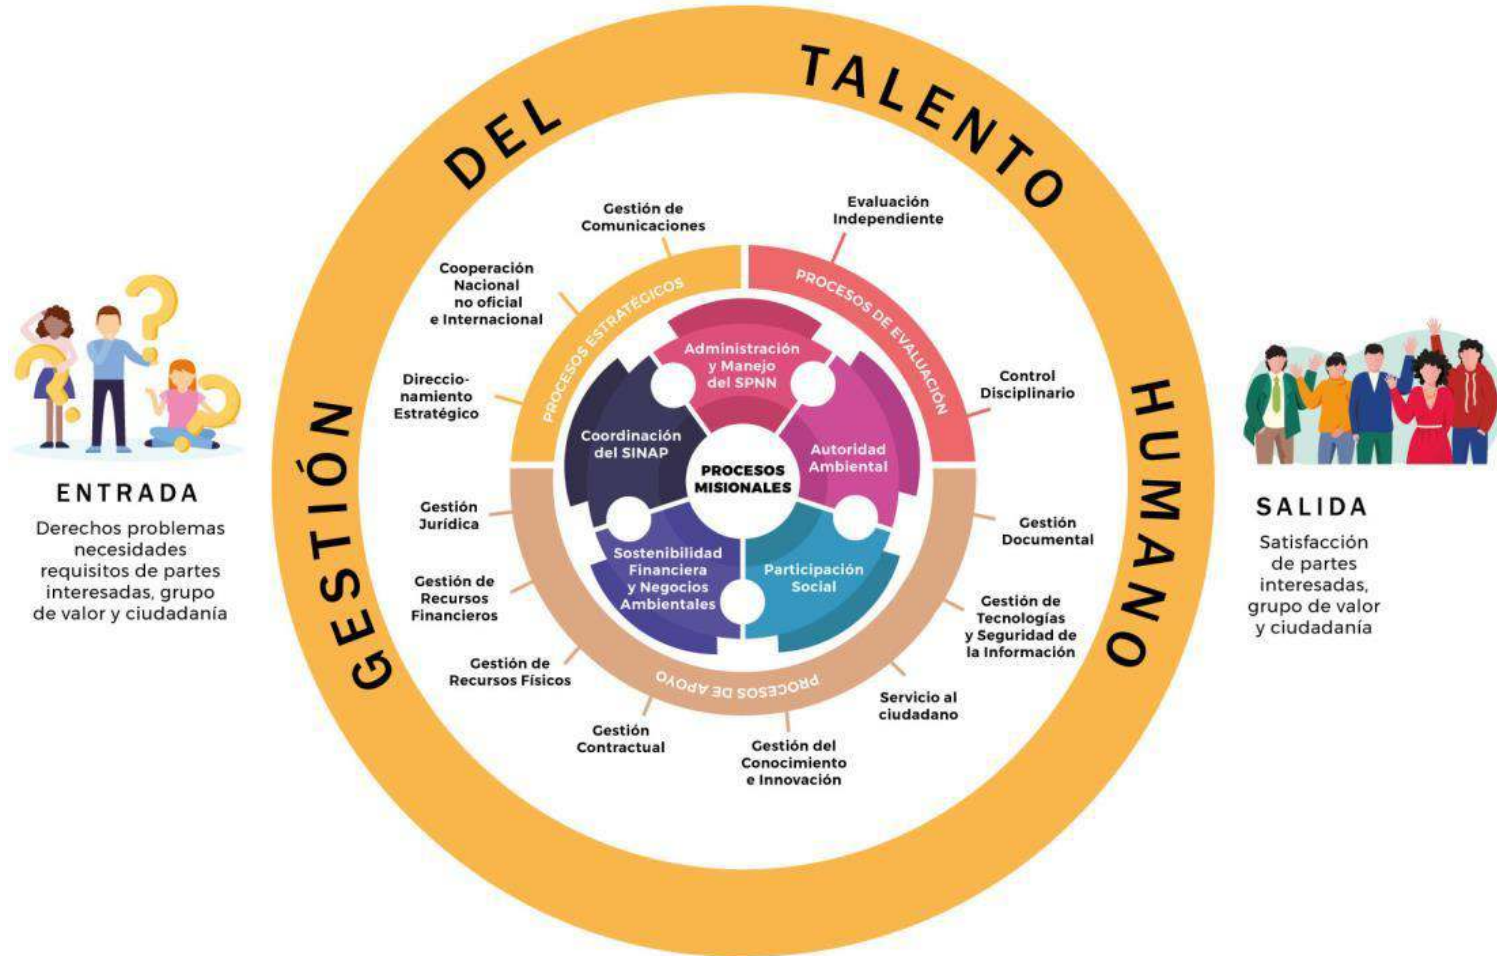 GESTIÓN DEL TALENTO HUMANO
ENTRADA
Derechos problemas
necesidades
requisitos de partes
interesadas, grupo
de valor y ciudadanía
PROCESOS ESTRATÉGICOS
Gestión de
Comunicaciones
Cooperación
Nacional
no oficial
e Internacional
Direccio-
namiento
Estratégico
PROCESOS DE EVALUACIÓN
Evaluación
Independiente
Control
Disciplinario
PROCESOS
MISIONALES
Administración
y Manejo
del SPNN
Autoridad
Ambiental
Participación
Social
Sostenibilidad
Financiera
y Negocios
Ambientales
Coordinación
del SINAP
PROCESOS DE APOYO
Gestión
Jurídica
Gestión de
Recursos
Financieros
Gestión de
Recursos Físicos
Gestión
Contractual
Gestión del
Conocimiento
e Innovación
Servicio al
ciudadano
Gestión de
Tecnologías
y Seguridad de
la Información
Gestión
Documental
SALIDA
Satisfacción
de partes
interesadas,
grupo de valor
y ciudadanía